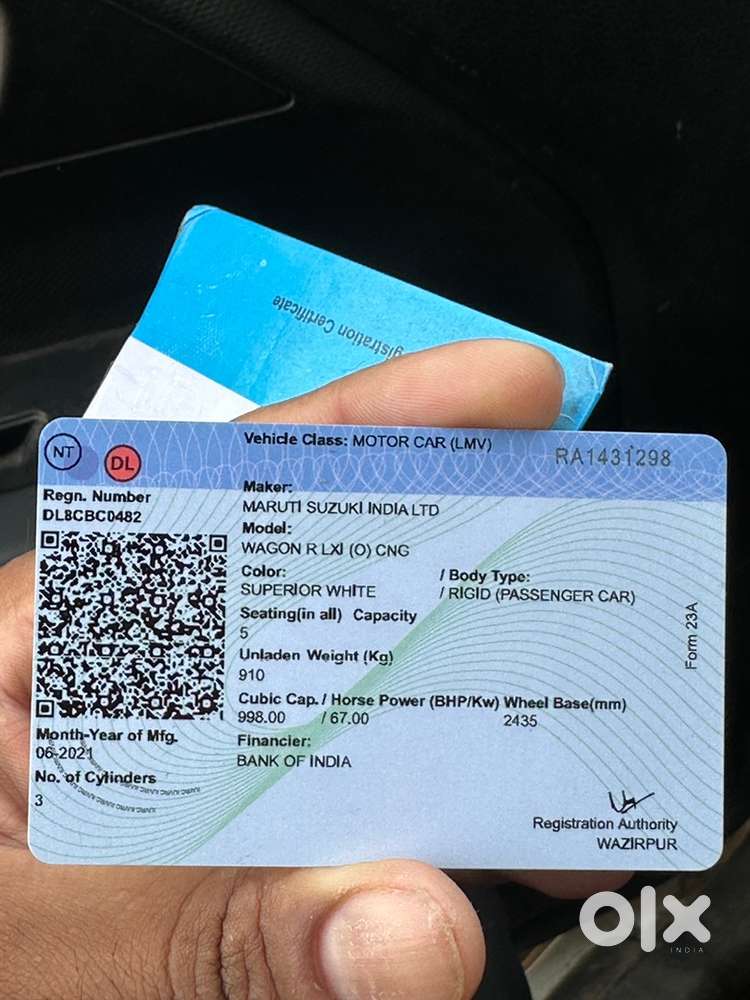 Registration Certificate
NT
DL
Vehicle Class: MOTOR CAR (LMV)
RA1431298
Regn. Number
DL8CBC0482
Maker:
MARUTI SUZUKI INDIA LTD
Model:
WAGON R LXI (O) CNG
Color: / Body Type:
SUPERIOR WHITE / RIGID (PASSENGER CAR)
Seating(in all) Capacity
5
Unladen Weight (Kg)
910
Cubic Cap. / Horse Power (BHP/Kw) Wheel Base(mm)
998.00 / 67.00 2435
Month-Year of Mfg.
06-2021
Financier:
BANK OF INDIA
No. of Cylinders
3
Form 23A
Registration Authority
WAZIRPUR
olx
INDIA